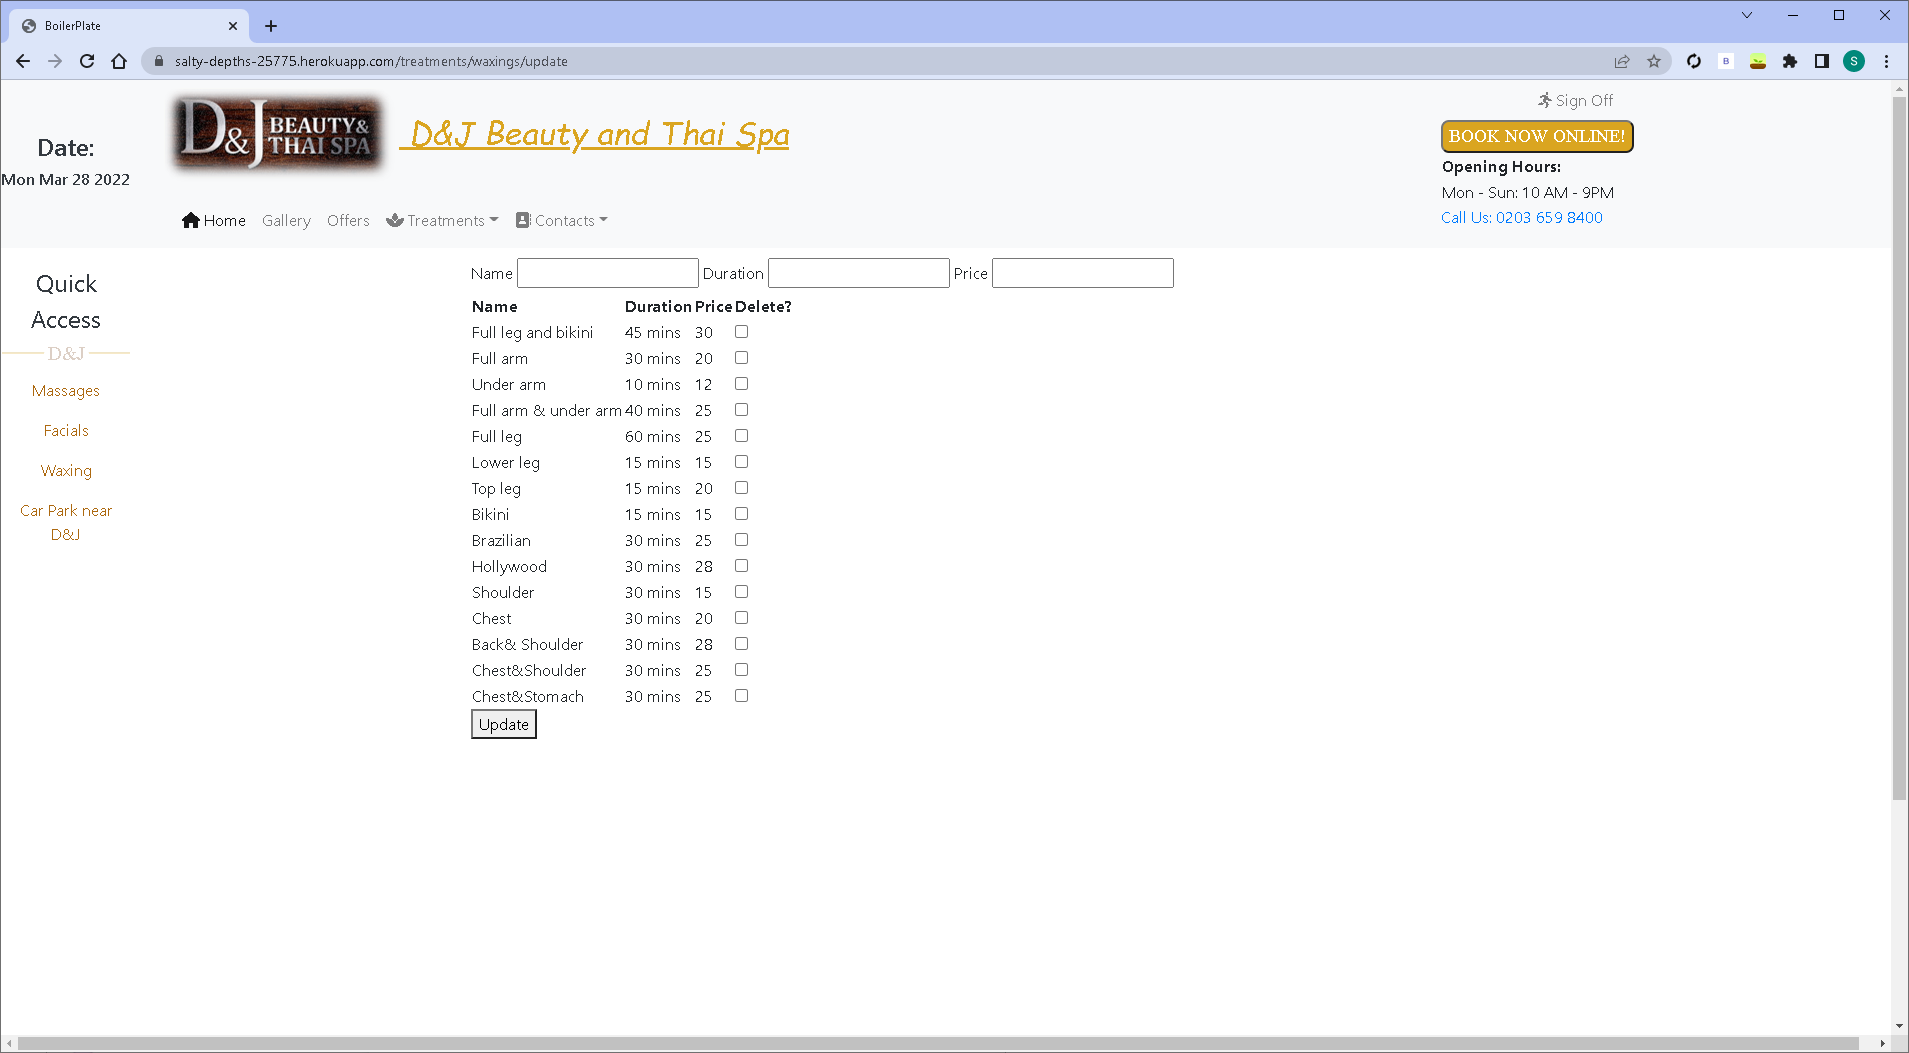 BoilerPlate
salty-depths-25775.herokuapp.com/treatments/waxings/update
B
S
Date:
Mon Mar 28 2022
D&J BEAUTY& THAI SPA
D&J Beauty and Thai Spa
Sign Off
BOOK NOW ONLINE!
Opening Hours:
Mon - Sun: 10 AM - 9PM
Call Us: 0203 659 8400
Home Gallery Offers Treatments Contacts
Quick
Access
D&J
Massages
Facials
Waxing
Car Park near
D&J
Name Duration Price
Name Duration Price Delete?
Full leg and bikini 45 mins 30
Full arm 30 mins 20
Under arm 10 mins 12
Full arm & under arm 40 mins 25
Full leg 60 mins 25
Lower leg 15 mins 15
Top leg 15 mins 20
Bikini 15 mins 15
Brazilian 30 mins 25
Hollywood 30 mins 28
Shoulder 30 mins 15
Chest 30 mins 20
Back& Shoulder 30 mins 28
Chest&Shoulder 30 mins 25
Chest&Stomach 30 mins 25
Update